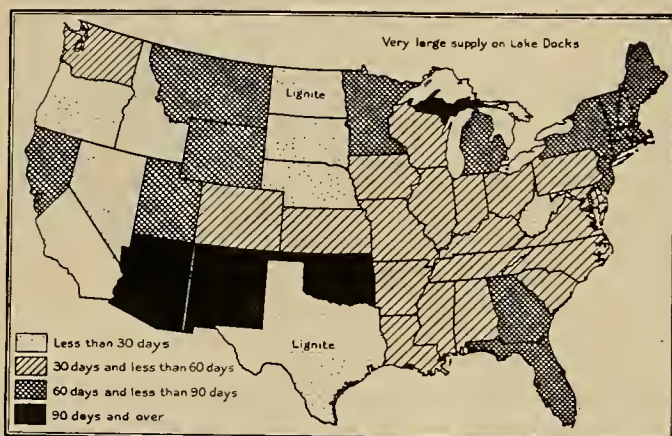 Very large supply on Lake Docks
Lignite
Lignite
Less than 30 days
30 days and less than 60 days
60 days and less than 90 days
90 days and over